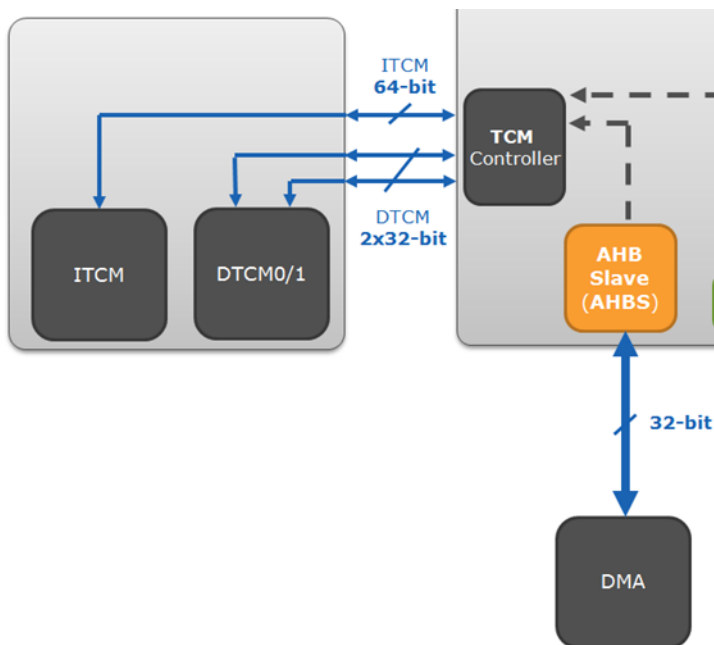 ITCM
64-bit
TCM
Controller
DTCM
2x32-bit
ITCM
DTCM0/1
AHB
Slave
(AHBS)
32-bit
DMA